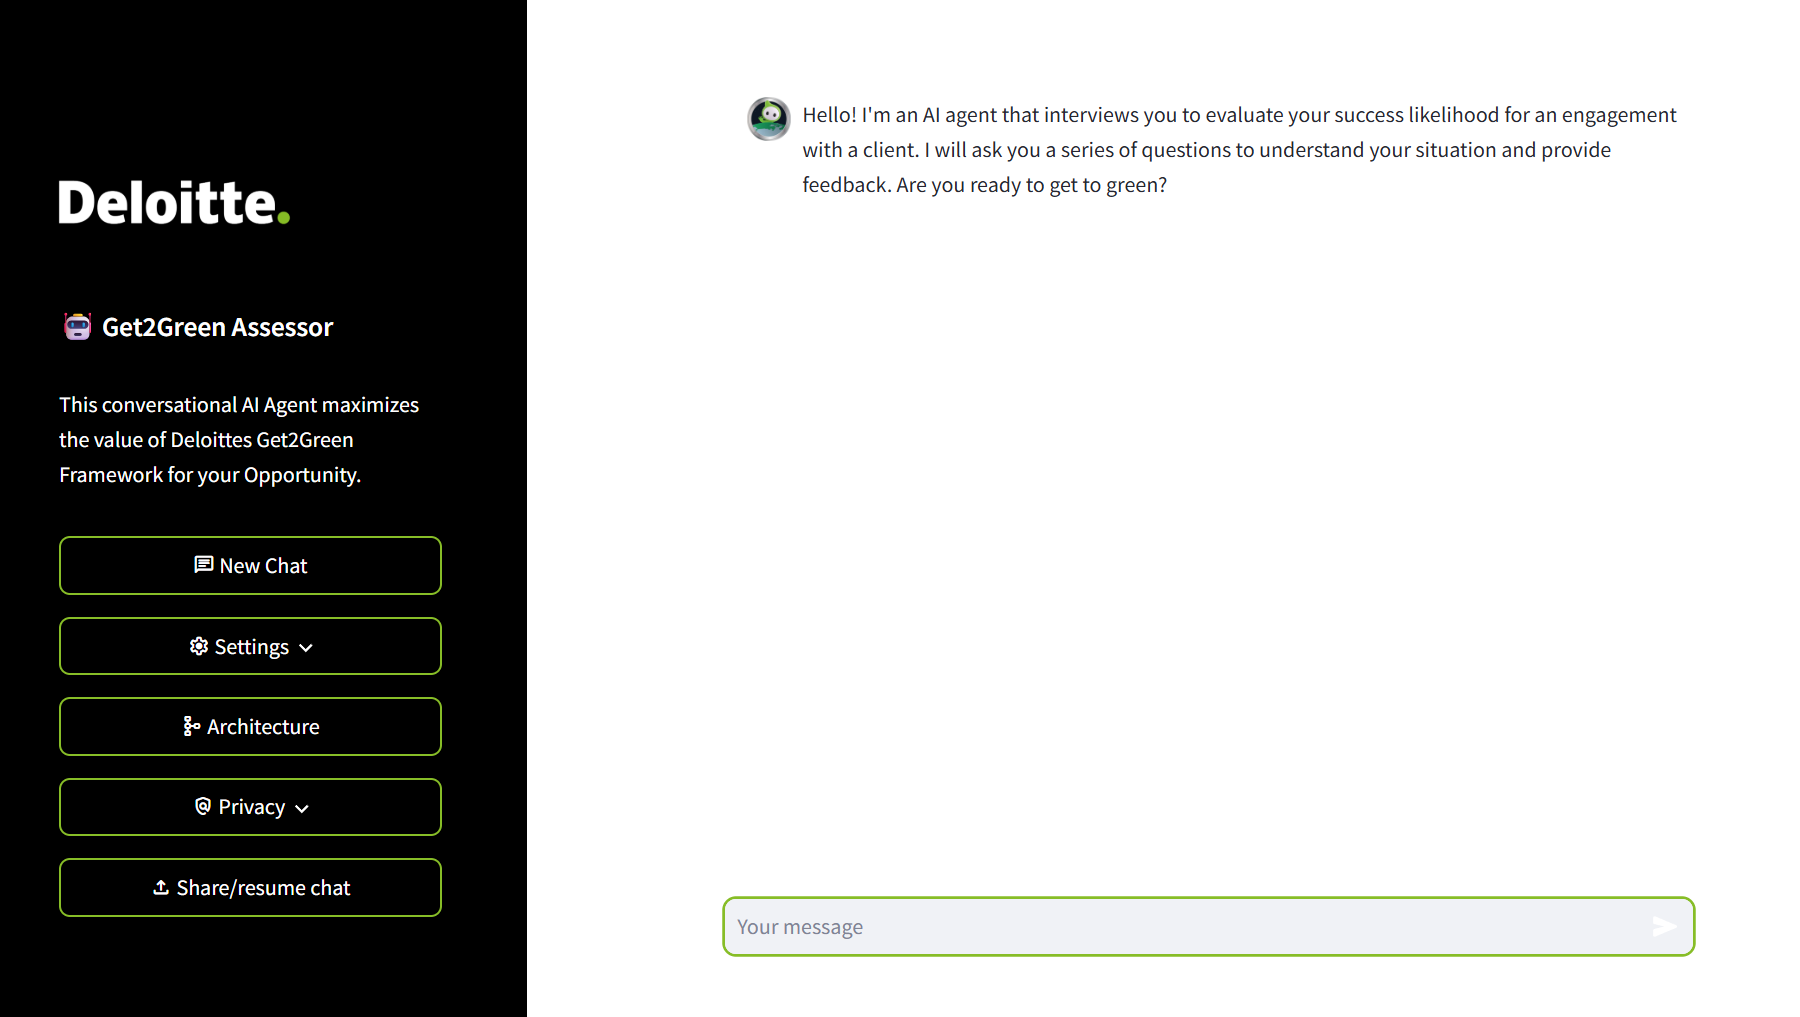 Deloitte.
Get2Green Assessor
This conversational AI Agent maximizes
the value of Deloittes Get2Green
Framework for your Opportunity.
New Chat
Settings
Architecture
Privacy
Share/resume chat
Hello! I'm an AI agent that interviews you to evaluate your success likelihood for an engagement
with a client. I will ask you a series of questions to understand your situation and provide
feedback. Are you ready to get to green?
Your message